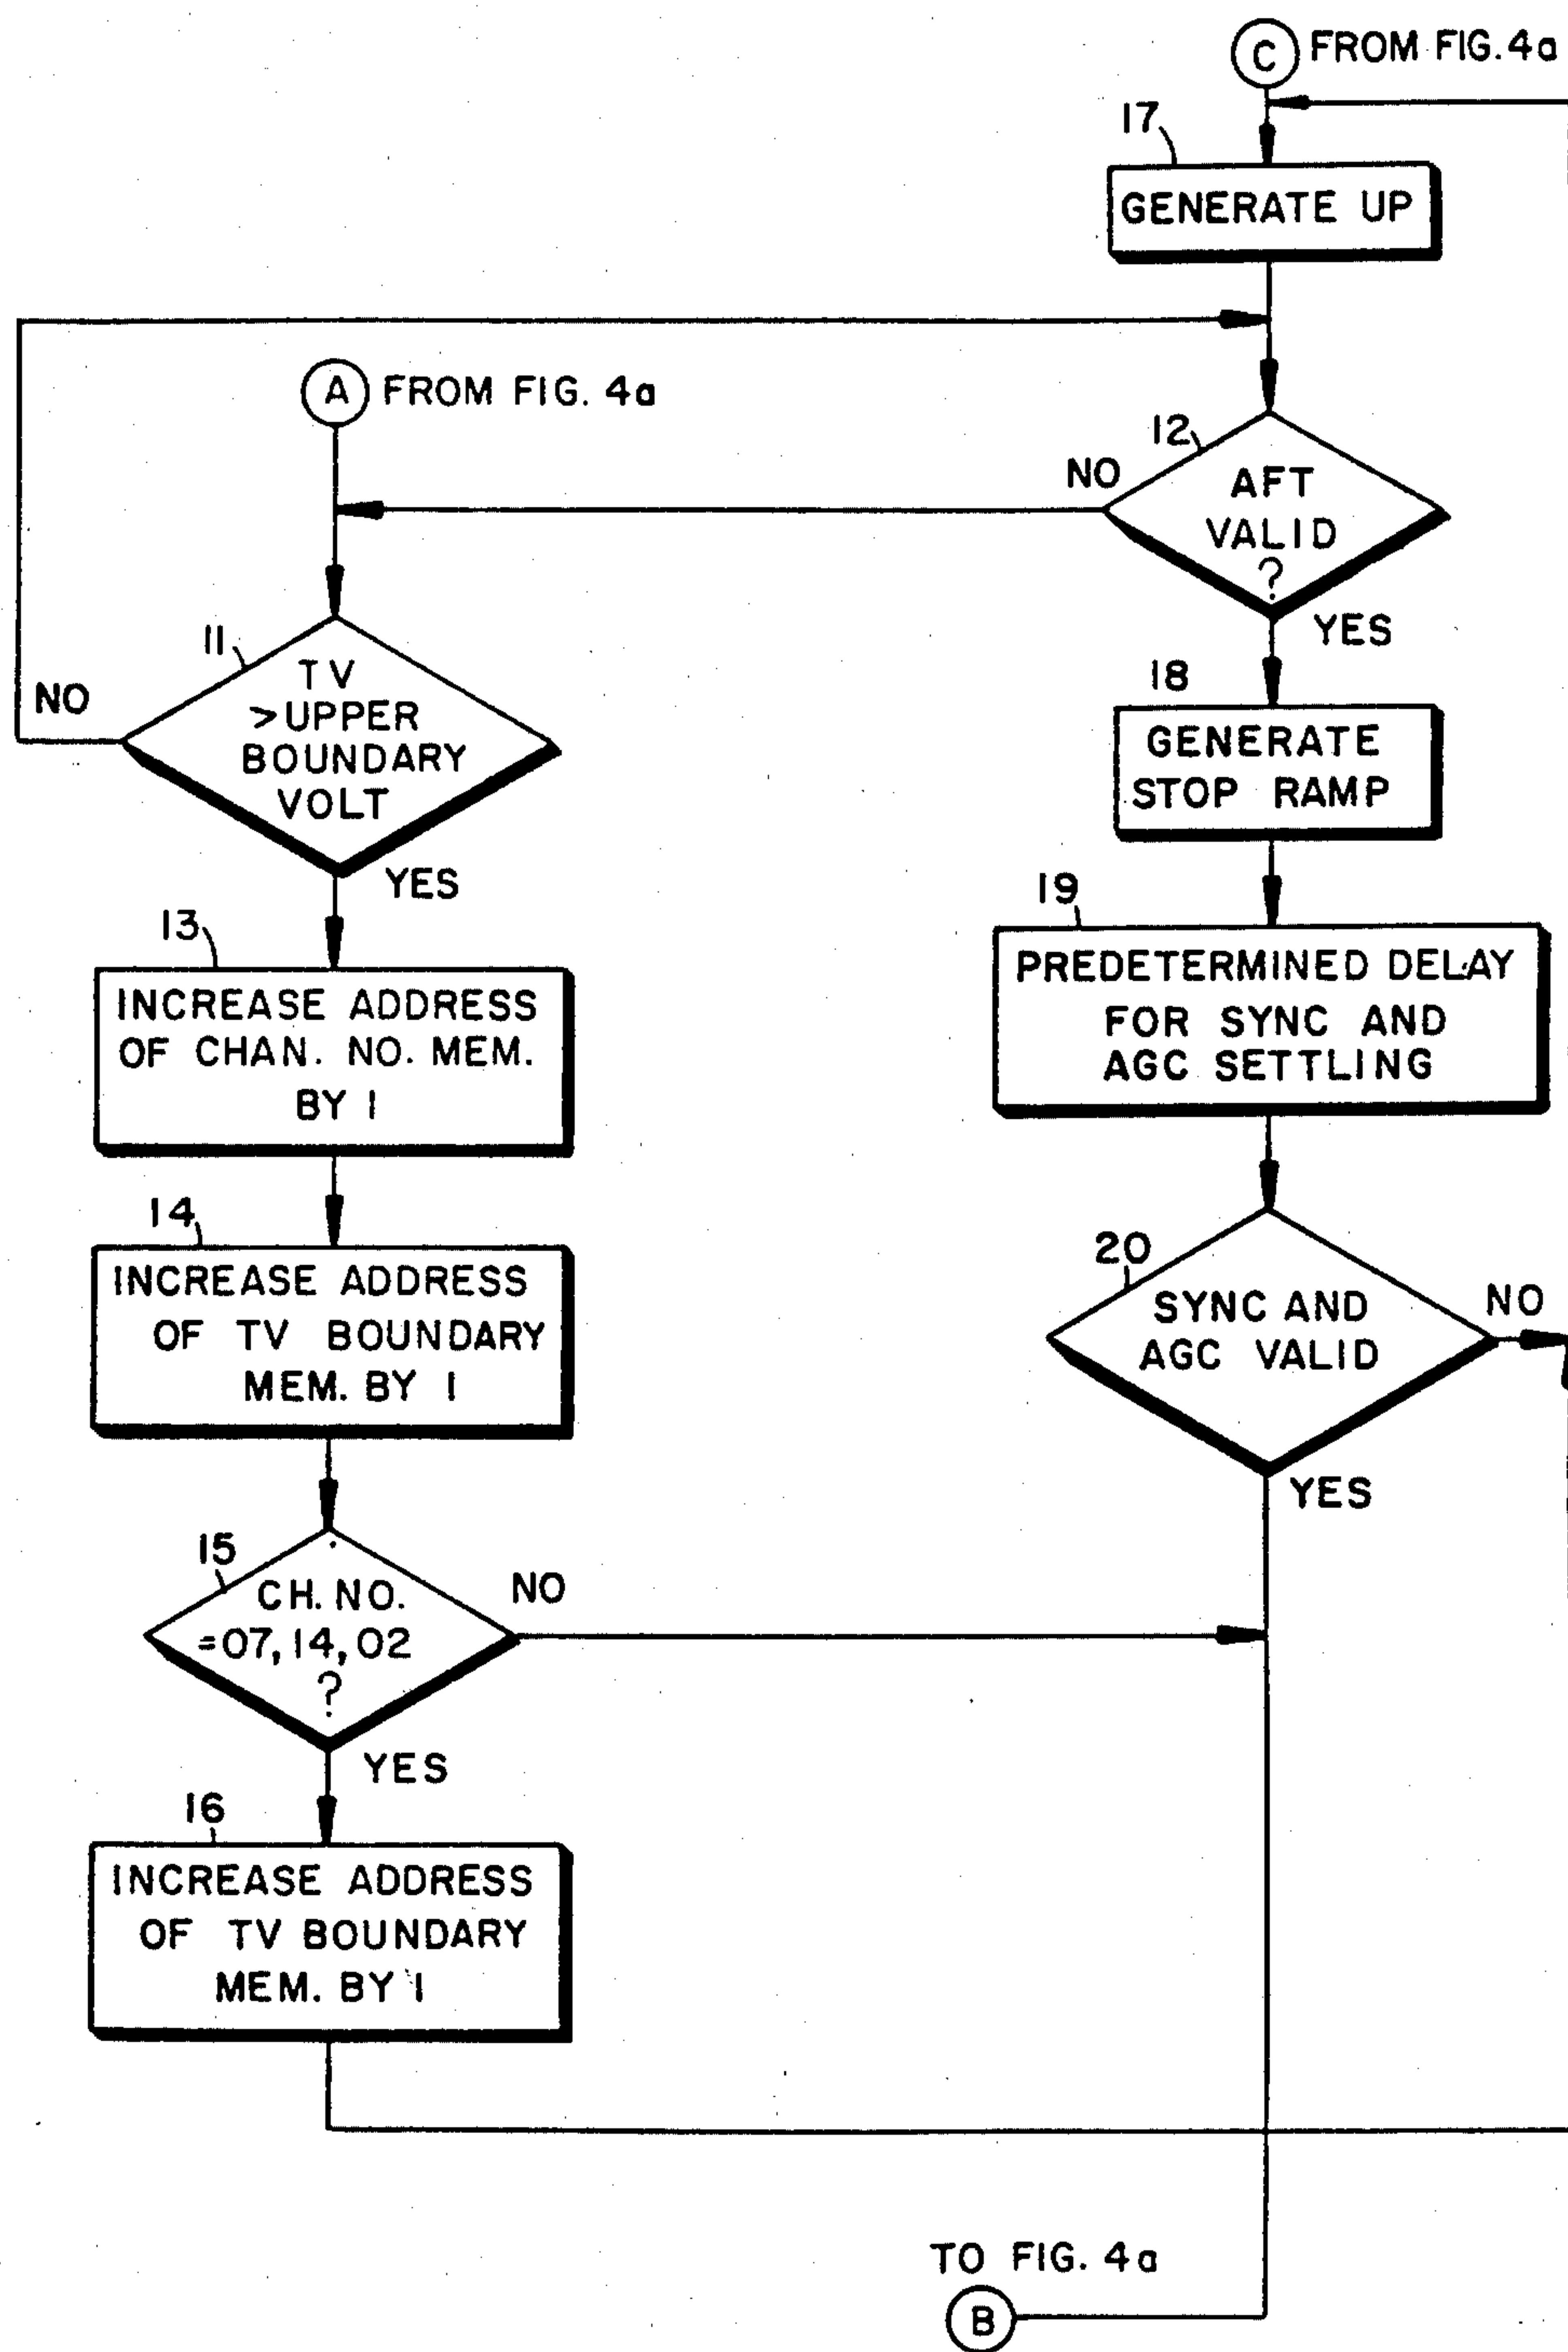 C FROM FIG. 4a
17
GENERATE UP
A FROM FIG. 4a
12
NO
AFT
VALID
?
YES
11
NO
TV
>UPPER
BOUNDARY
VOLT
YES
18
GENERATE
STOP RAMP
13
INCREASE ADDRESS
OF CHAN. NO. MEM.
BY 1
19
PREDETERMINED DELAY
FOR SYNC AND
AGC SETTLING
14
INCREASE ADDRESS
OF TV BOUNDARY
MEM. BY 1
20
SYNC AND
AGC VALID
NO
YES
15
CH. NO.
=07, 14, 02
?
NO
YES
16
INCREASE ADDRESS
OF TV BOUNDARY
MEM. BY 1
TO FIG. 4a
B